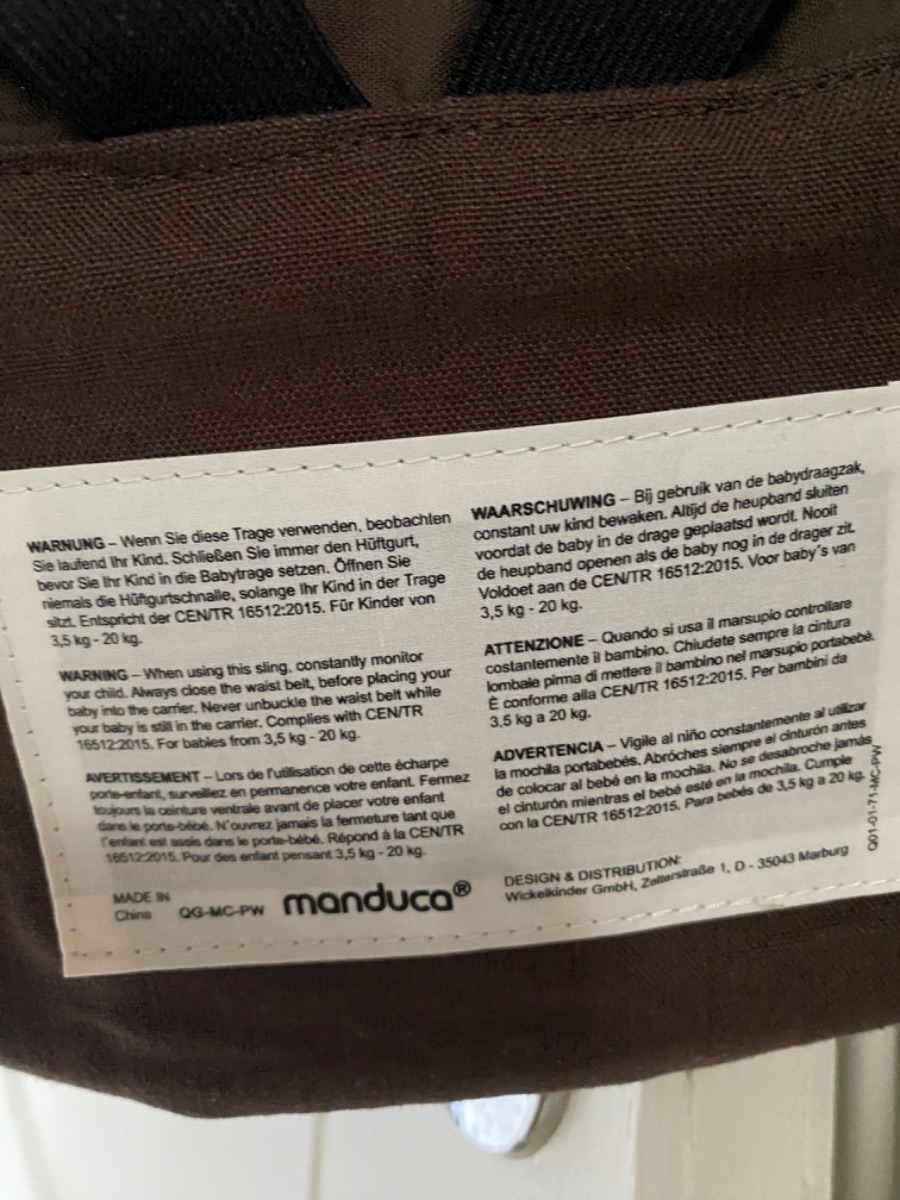 WARNUNG – Wenn Sie diese Trage verwenden, beobachten
Sie laufend Ihr Kind. Schließen Sie immer den Hüftgurt,
bevor Sie Ihr Kind in die Babytrage setzen. Öffnen Sie
niemals die Hüftgurtschnalle, solange Ihr Kind in der Trage
sitzt. Entspricht der CEN/TR 16512:2015. Für Kinder von
3,5 kg - 20 kg.
WARNING – When using this sling, constantly monitor
your child. Always close the waist belt, before placing your
baby into the carrier. Never unbuckle the waist belt while
your baby is still in the carrier. Complies with CEN/TR
16512:2015. For babies from 3,5 kg - 20 kg.
AVERTISSEMENT – Lors de l'utilisation de cette écharpe
porte-enfant, surveillez en permanence votre enfant. Fermez
toujours la ceinture ventrale avant de placer votre enfant
dans le porte-bébé. N'ouvrez jamais la fermeture tant que
l'enfant est assis dans le porte-bébé. Répond à la CEN/TR
16512:2015. Pour des enfant pensant 3,5 kg - 20 kg.
MADE IN
China QG-MC-PW manduca®
WAARSCHUWING – Bij gebruik van de babydraagzak,
constant uw kind bewaken. Altijd de heupband sluiten
voordat de baby in de drage geplaatsd wordt. Nooit
de heupband openen als de baby nog in de drager zit.
Voldoet aan de CEN/TR 16512:2015. Voor baby's van
3,5 kg - 20 kg.
ATTENZIONE – Quando si usa il marsupio controllare
costantemente il bambino. Chiudete sempre la cintura
lombale pirma di mettere il bambino nel marsupio portabebé.
È conforme alla CEN/TR 16512:2015. Per bambini da
3,5 kg a 20 kg.
ADVERTENCIA – Vigile al niño constantemente al utilizar
la mochila portabebés. Abróches siempre el cinturón antes
de colocar al bebé en la mochila. No se desabroche jamás
el cinturón mientras el bebé esté en la mochila. Cumple
con la CEN/TR 16512:2015. Para bebés de 3,5 kg a 20 kg.
DESIGN & DISTRIBUTION:
Wickelkinder GmbH, Zeiterstraße 1, D - 35043 Marburg
Q01-01-71-MC-PW